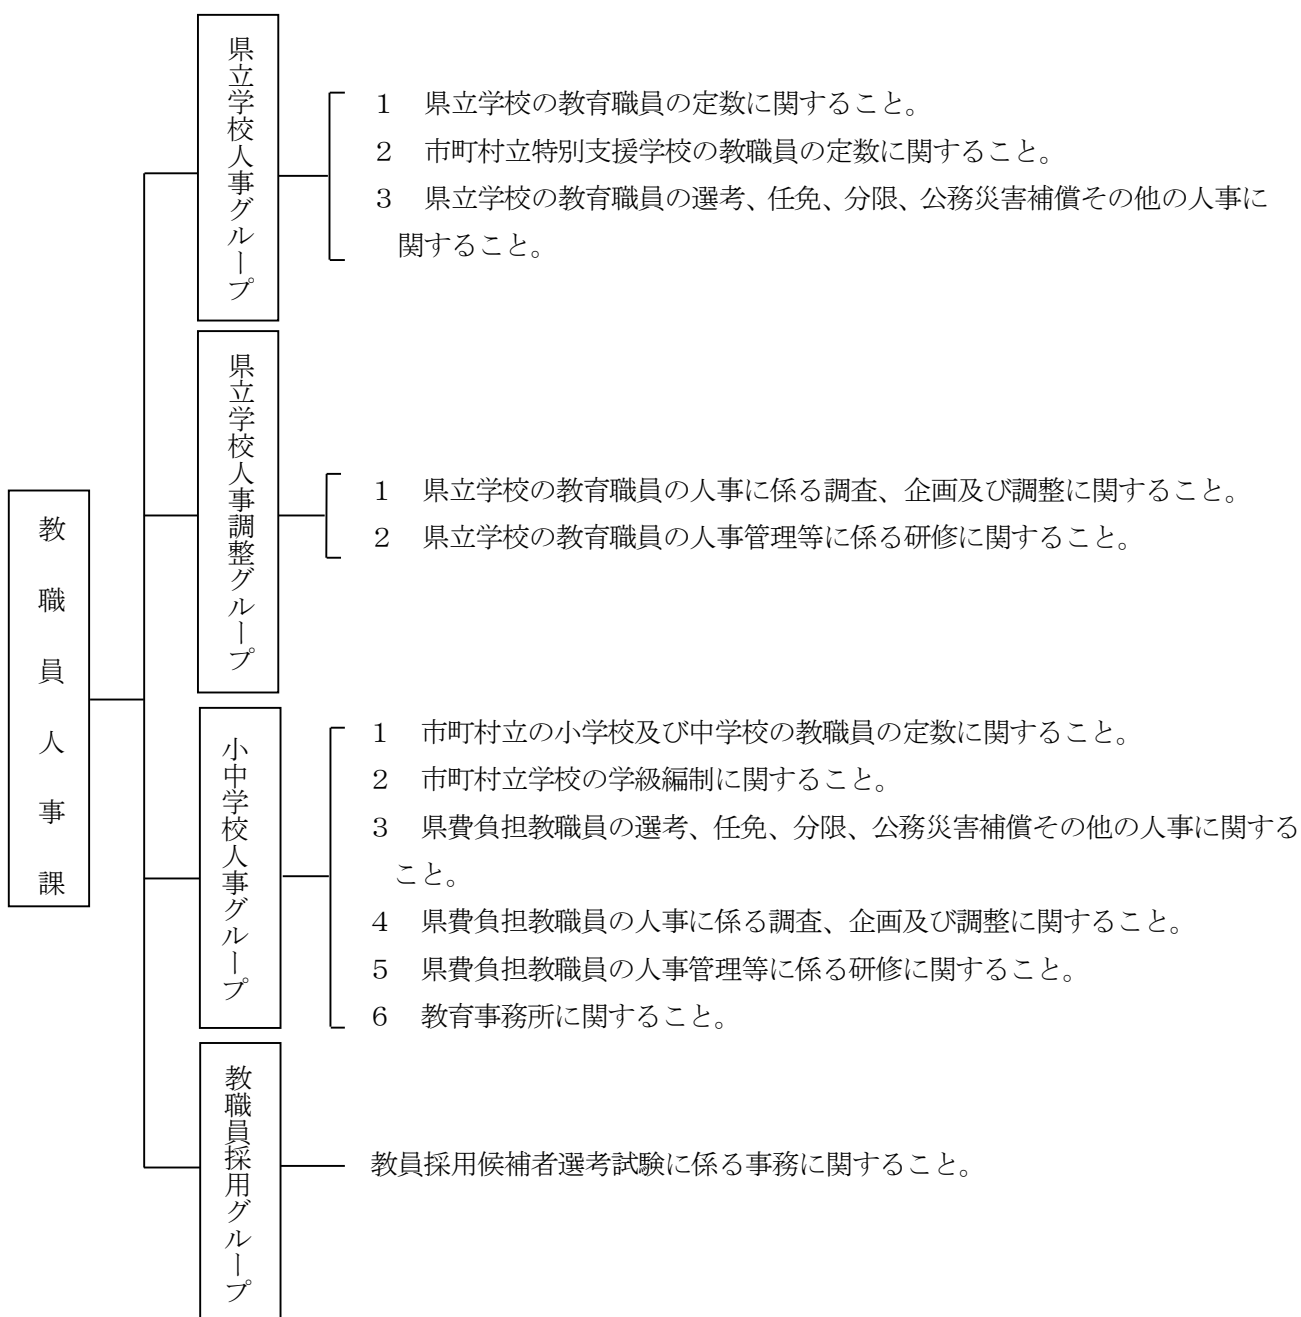 教職員人事課
県立学校人事グループ
1 県立学校の教育職員の定数に関すること。
2 市町村立特別支援学校の教職員の定数に関すること。
3 県立学校の教育職員の選考、任免、分限、公務災害補償その他の人事に
関すること。
県立学校人事調整グループ
1 県立学校の教育職員の人事に係る調査、企画及び調整に関すること。
2 県立学校の教育職員の人事管理等に係る研修に関すること。
小中学校人事グループ
1 市町村立の小学校及び中学校の教職員の定数に関すること。
2 市町村立学校の学級編制に関すること。
3 県費負担教職員の選考、任免、分限、公務災害補償その他の人事に関する
こと。
4 県費負担教職員の人事に係る調査、企画及び調整に関すること。
5 県費負担教職員の人事管理等に係る研修に関すること。
6 教育事務所に関すること。
教職員採用グループ
教員採用候補者選考試験に係る事務に関すること。